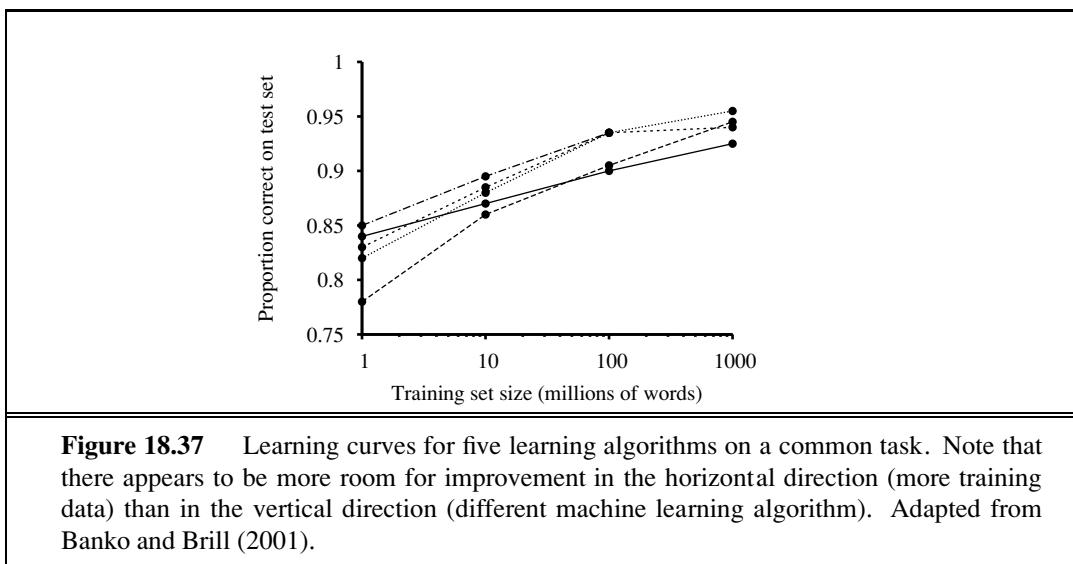 1
0.95
0.9
0.85
0.8
0.75
Proportion correct on test set
1 10 100 1000
Training set size (millions of words)
Figure 18.37 Learning curves for five learning algorithms on a common task. Note that
there appears to be more room for improvement in the horizontal direction (more training
data) than in the vertical direction (different machine learning algorithm). Adapted from
Banko and Brill (2001).